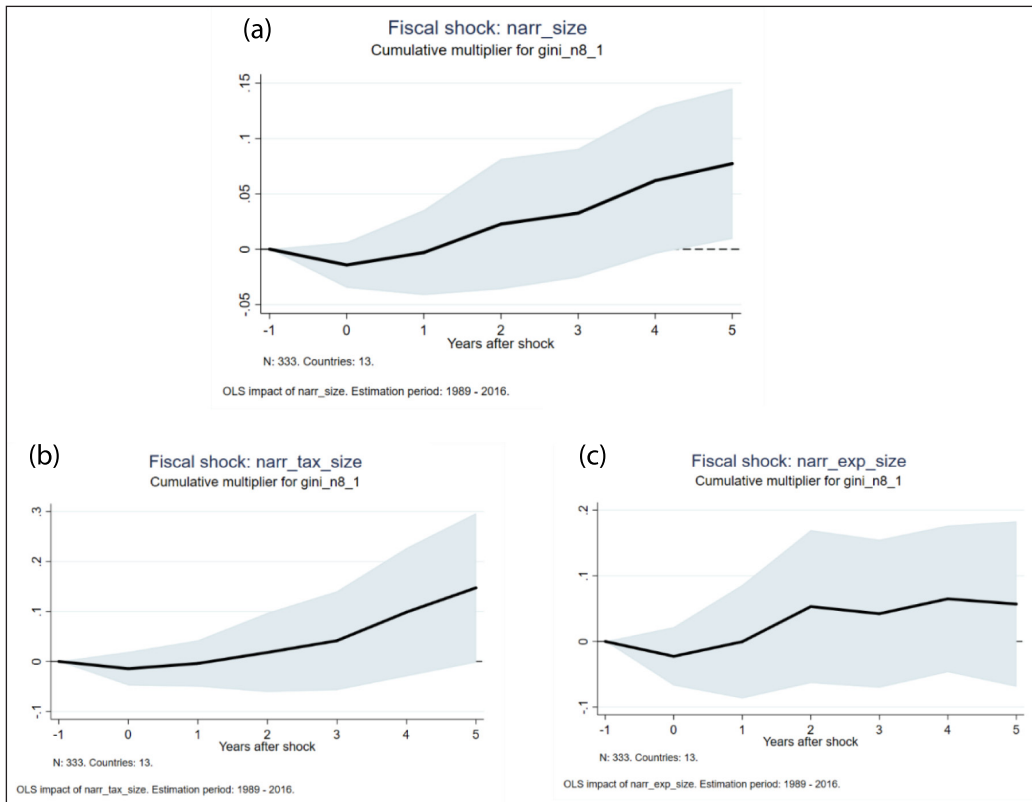 (a)
Fiscal shock: narr_size
Cumulative multiplier for gini_n8_1
.15
.1
.05
0
-.05
-1 0 1 2 3 4 5
Years after shock
N: 333. Countries: 13.
OLS impact of narr_size. Estimation period: 1989 - 2016.
(b)
Fiscal shock: narr_tax_size
Cumulative multiplier for gini_n8_1
.3
.2
.1
0
-.1
-1 0 1 2 3 4 5
Years after shock
N: 333. Countries: 13.
OLS impact of narr_tax_size. Estimation period: 1989 - 2016.
(c)
Fiscal shock: narr_exp_size
Cumulative multiplier for gini_n8_1
.2
.1
0
-.1
-1 0 1 2 3 4 5
Years after shock
N: 333. Countries: 13.
OLS impact of narr_exp_size. Estimation period: 1989 - 2016.